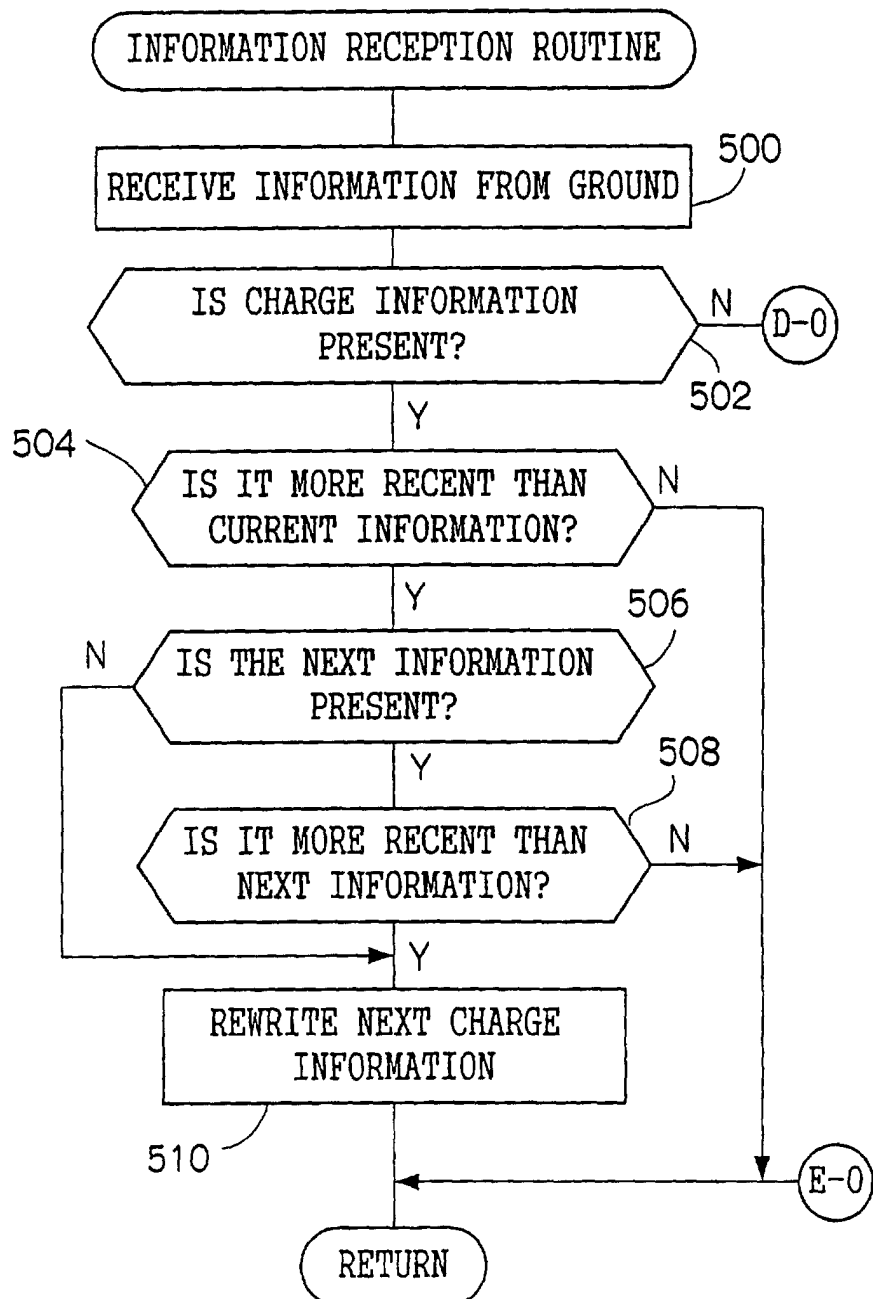 INFORMATION RECEPTION ROUTINE
500
RECEIVE INFORMATION FROM GROUND
IS CHARGE INFORMATION
PRESENT?
N
D-0
502
Y
504
IS IT MORE RECENT THAN
CURRENT INFORMATION?
N
Y
506
N
IS THE NEXT INFORMATION
PRESENT?
Y
508
IS IT MORE RECENT THAN
NEXT INFORMATION?
N
Y
REWRITE NEXT CHARGE
INFORMATION
510
E-0
RETURN